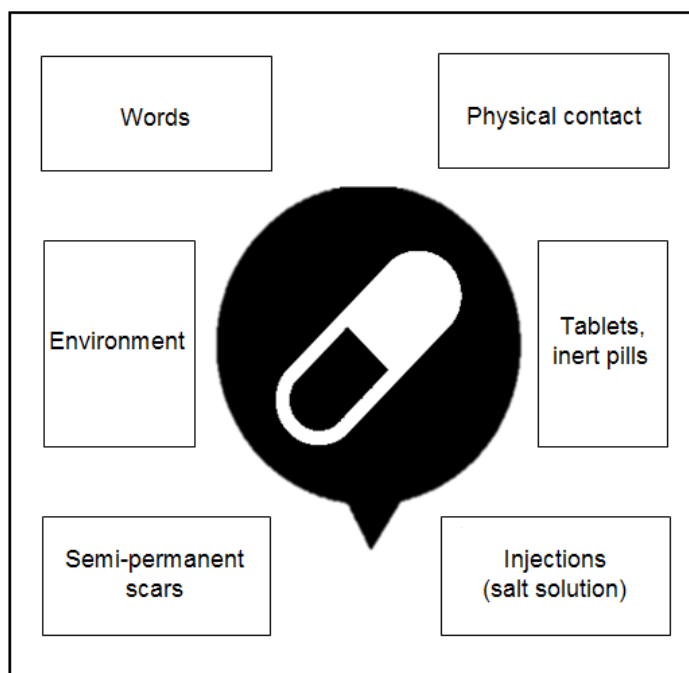 Words
Physical contact
Environment
Tablets,
inert pills
Semi-permanent
scars
Injections
(salt solution)